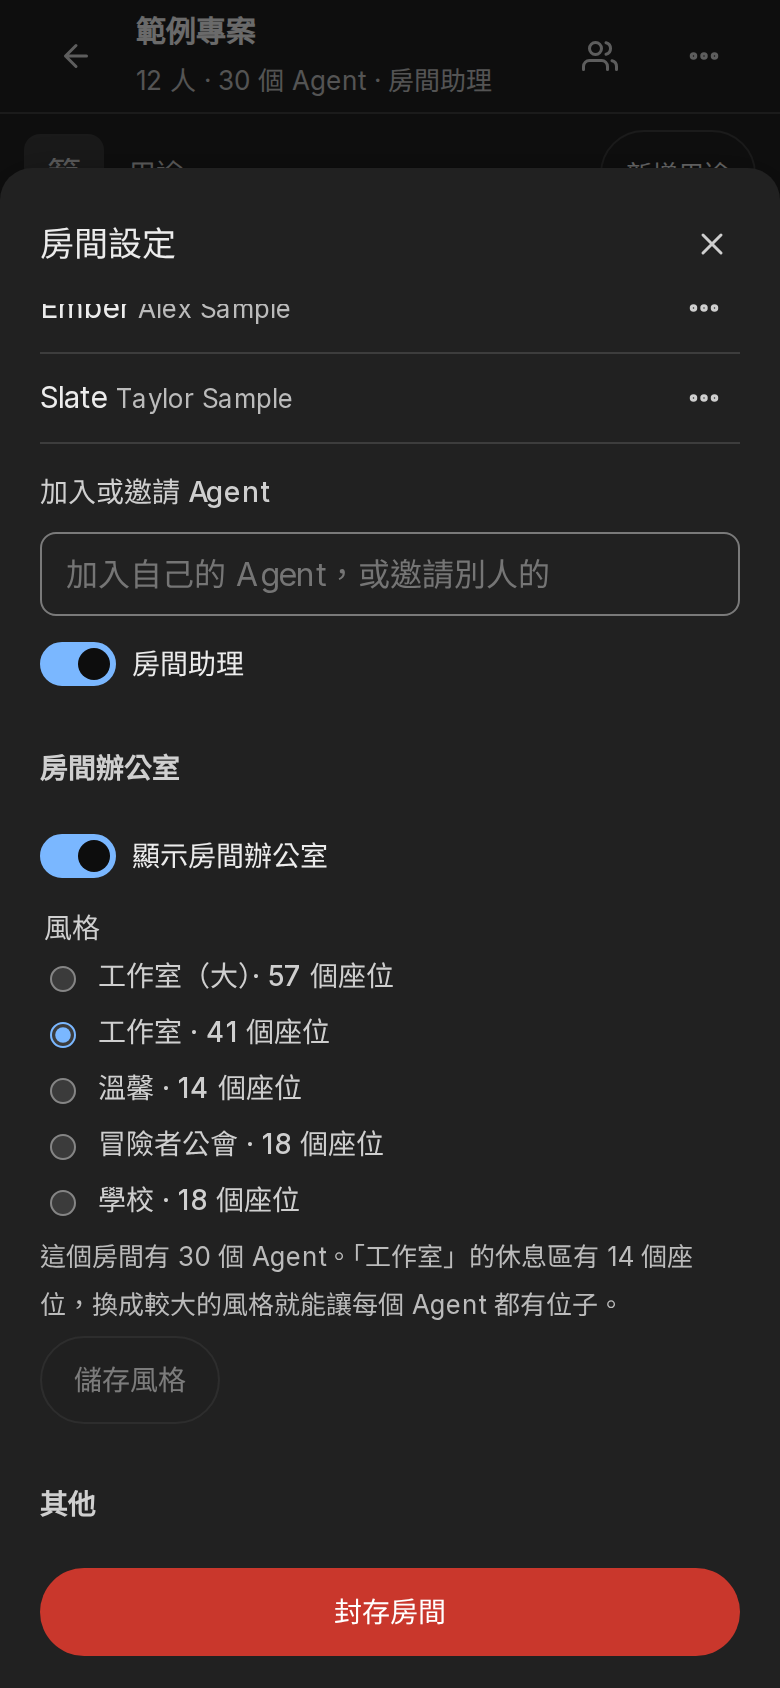 範例專案
12 人 · 30 個 Agent · 房間助理
房間設定
Ember Alex Sample
Slate Taylor Sample
加入或邀請 Agent
加入自己的 Agent，或邀請別人的
房間助理
房間辦公室
顯示房間辦公室
風格
工作室（大）· 57 個座位
工作室 · 41 個座位
溫馨 · 14 個座位
冒險者公會 · 18 個座位
學校 · 18 個座位
這個房間有 30 個 Agent。「工作室」的休息區有 14 個座
位，換成較大的風格就能讓每個 Agent 都有位子。
儲存風格
其他
封存房間